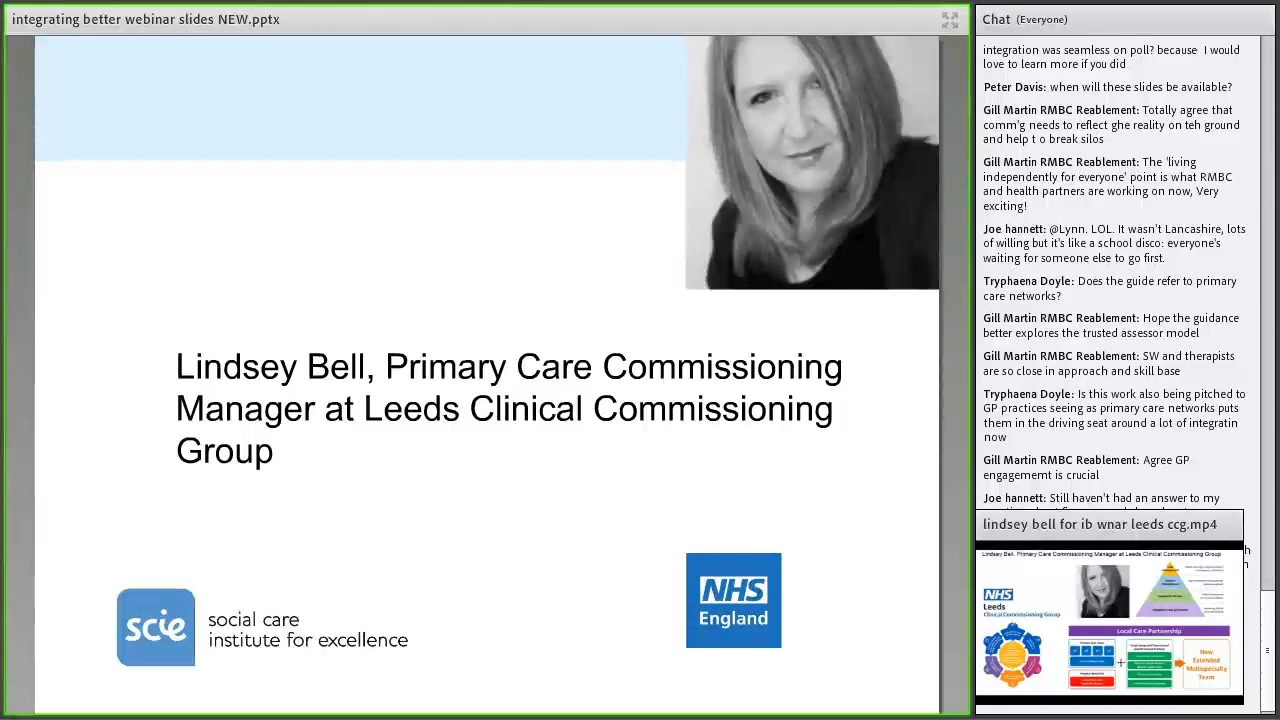 integrating better webinar slides NEW.pptx
Lindsey Bell, Primary Care Commissioning
Manager at Leeds Clinical Commissioning
Group
scie
social care
institute for excellence
NHS
England
Chat (Everyone)
integration was seamless on poll? because I would
love to learn more if you did
Peter Davis: when will these slides be available?
Gill Martin RMBC Reablement: Totally agree that
comm'g needs to reflect ghe reality on teh ground
and help t o break silos
Gill Martin RMBC Reablement: The 'living
independently for everyone' point is what RMBC
and health partners are working on now, Very
exciting!
Joe hannett: @Lynn. LOL. It wasn't Lancashire, lots
of willing but it's like a school disco: everyone's
waiting for someone else to go first.
Tryphaena Doyle: Does the guide refer to primary
care networks?
Gill Martin RMBC Reablement: Hope the guidance
better explores the trusted assessor model
Gill Martin RMBC Reablement: SW and therapists
are so close in approach and skill base
Tryphaena Doyle: Is this work also being pitched to
GP practices seeing as primary care networks puts
them in the driving seat around a lot of integratin
now
Gill Martin RMBC Reablement: Agree GP
engagememt is crucial
Joe hannett: Still haven't had an answer to my
lindsey bell for ib wnar leeds ccg.mp4
Lindsey Bell, Primary Care Commissioning Manager at Leeds Clinical Commissioning Group
NHS
Leeds
Clinical Commissioning Group
Local Care Partnership
New
Extended
Multispecialty
Team